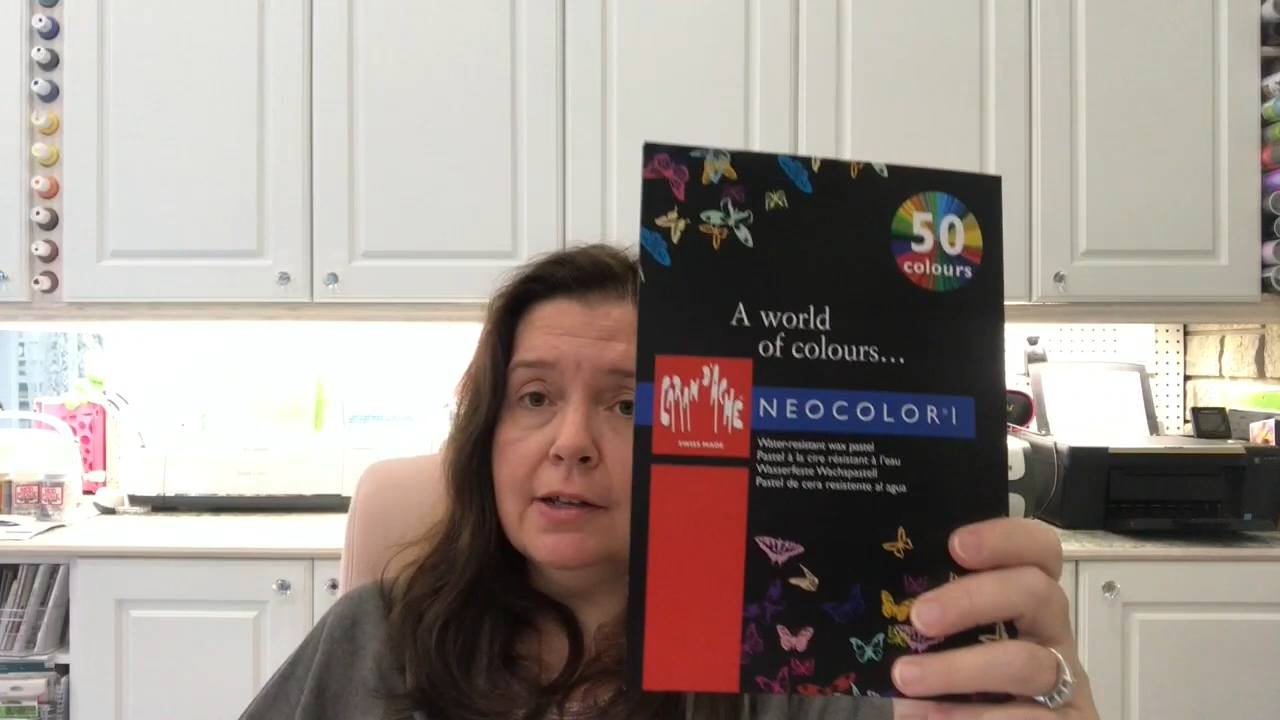 50
colours
A world
of colours...
CARAN D'ACHE
SWISS MADE
NEOCOLOR® I
Water-resistant wax pastel
Pastel à la cire résistant à l'eau
Wasserfeste Wachspastell
Pastel de cera resistente al agua